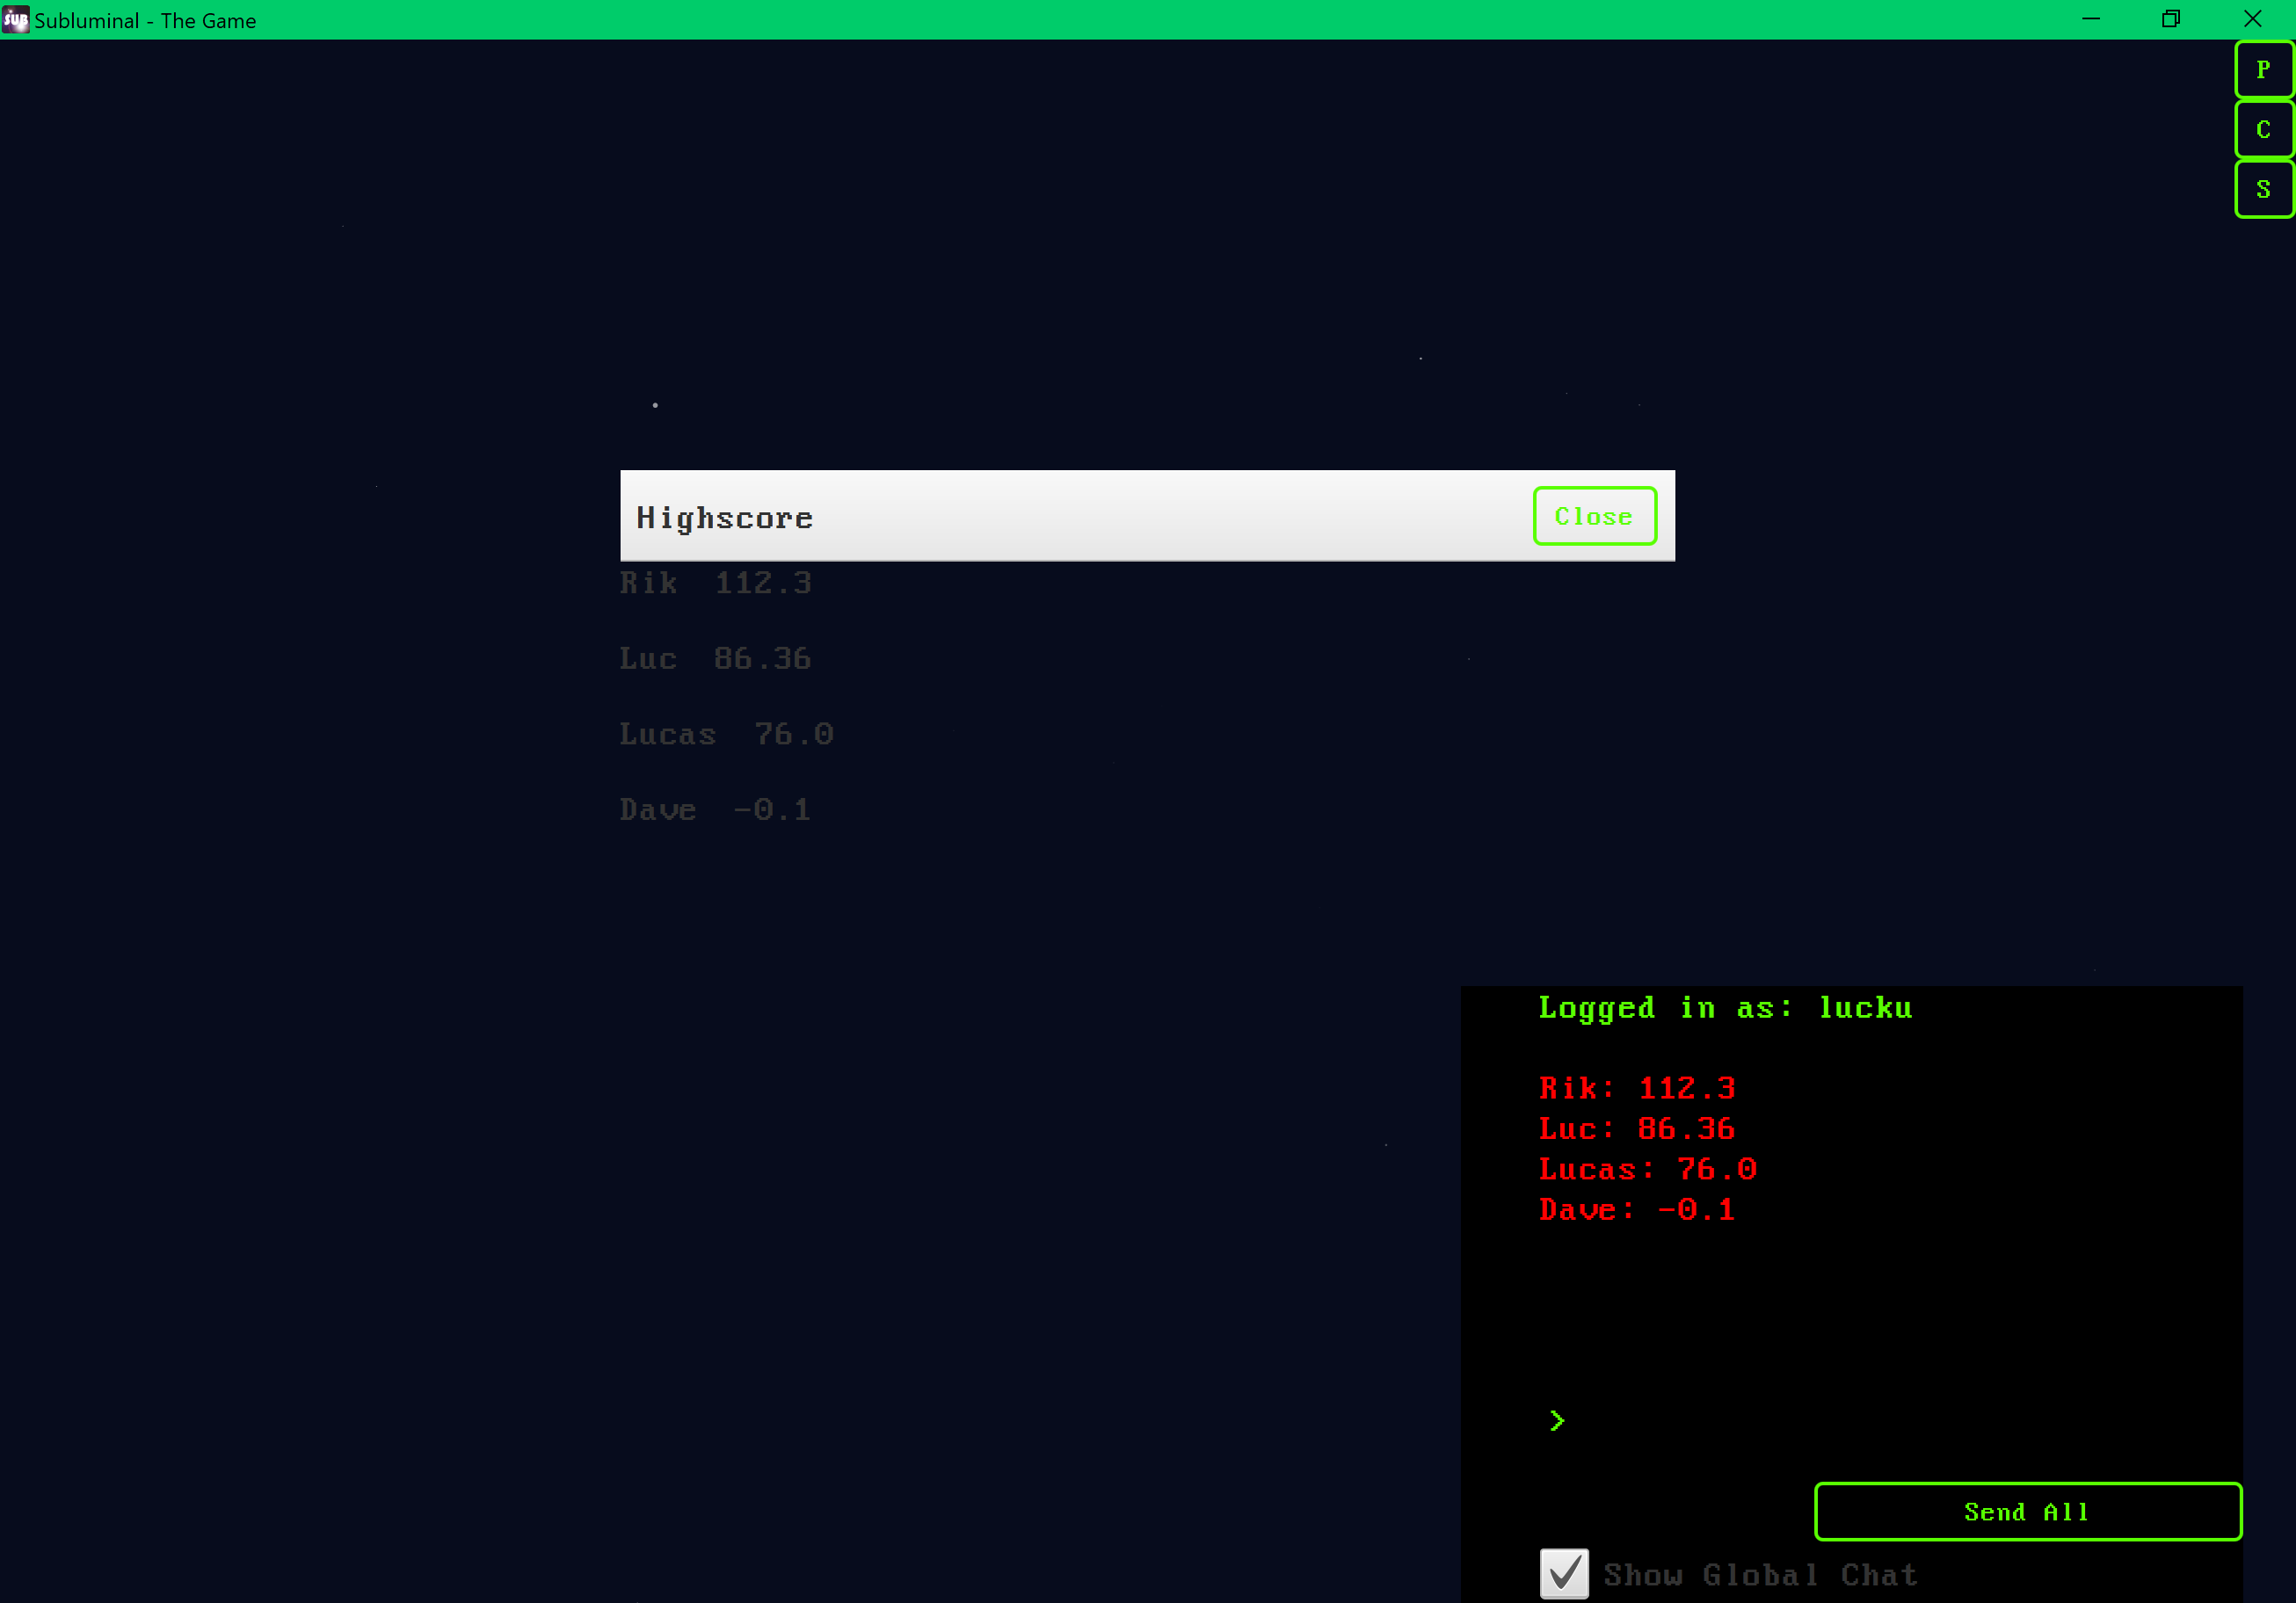 SUB Subluminal - The Game
P
C
S
Highscore Close
Rik 112.3
Luc 86.36
Lucas 76.0
Dave -0.1
Logged in as: lucku
Rik: 112.3
Luc: 86.36
Lucas: 76.0
Dave: -0.1
>
Send All
Show Global Chat